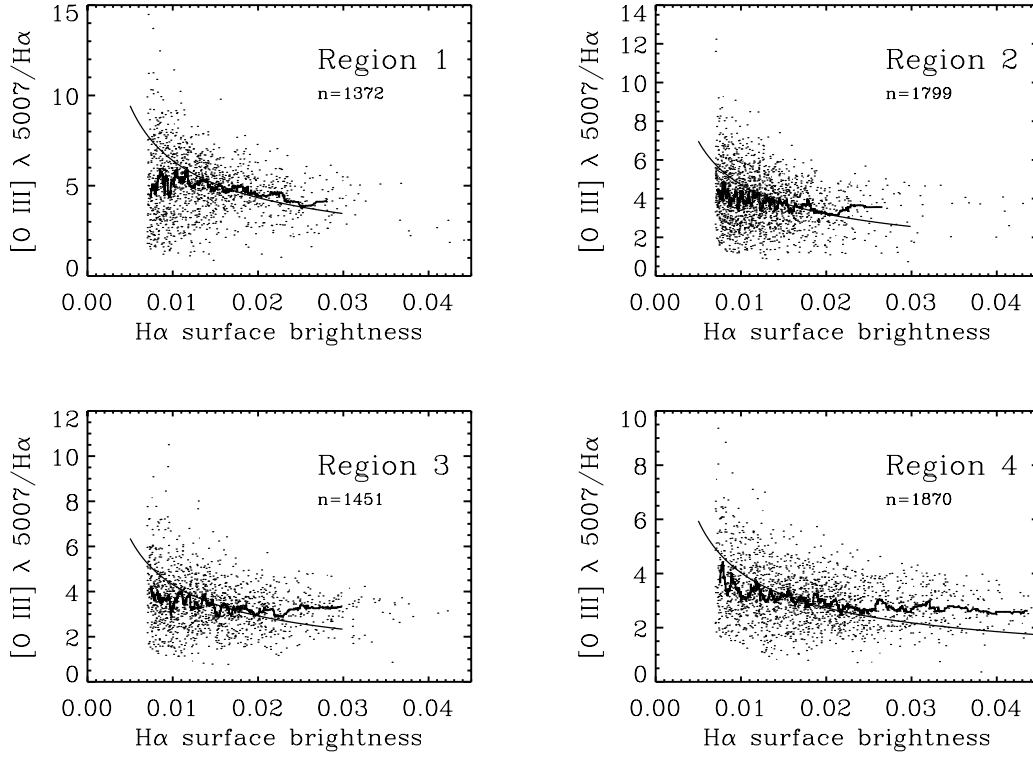 15
10
5
0
[O III] λ 5007/Hα
Region 1
n=1372
0.00 0.01 0.02 0.03 0.04
Hα surface brightness
14
12
10
8
6
4
2
0
[O III] λ 5007/Hα
Region 2
n=1799
0.00 0.01 0.02 0.03 0.04
Hα surface brightness
12
10
8
6
4
2
0
[O III] λ 5007/Hα
Region 3
n=1451
0.00 0.01 0.02 0.03 0.04
Hα surface brightness
10
8
6
4
2
0
[O III] λ 5007/Hα
Region 4
n=1870
0.00 0.01 0.02 0.03 0.04
Hα surface brightness